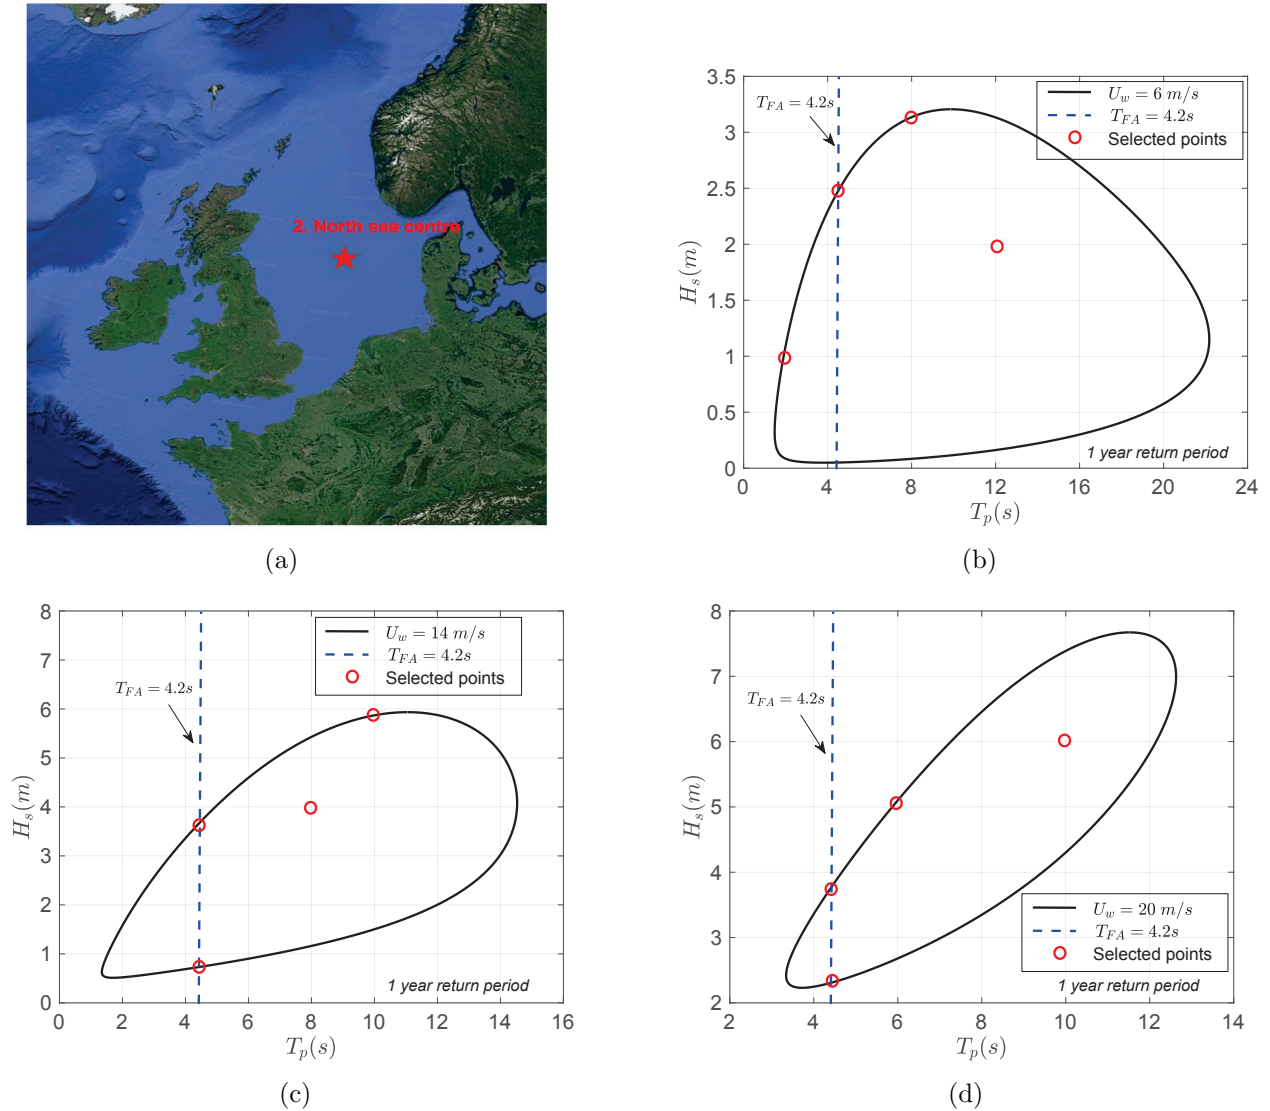 2. North sea centre
(a)
3.5
3
2.5
2
1.5
1
0.5
0
H_s(m)
T_FA = 4.2s
U_w = 6 m/s
T_FA = 4.2s
Selected points
1 year return period
0 4 8 12 16 20 24
T_p(s)
(b)
8
7
6
5
4
3
2
1
0
H_s(m)
T_FA = 4.2s
U_w = 14 m/s
T_FA = 4.2s
Selected points
1 year return period
0 2 4 6 8 10 12 14 16
T_p(s)
(c)
8
7
6
5
4
3
2
H_s(m)
T_FA = 4.2s
U_w = 20 m/s
T_FA = 4.2s
Selected points
1 year return period
2 4 6 8 10 12 14
T_p(s)
(d)